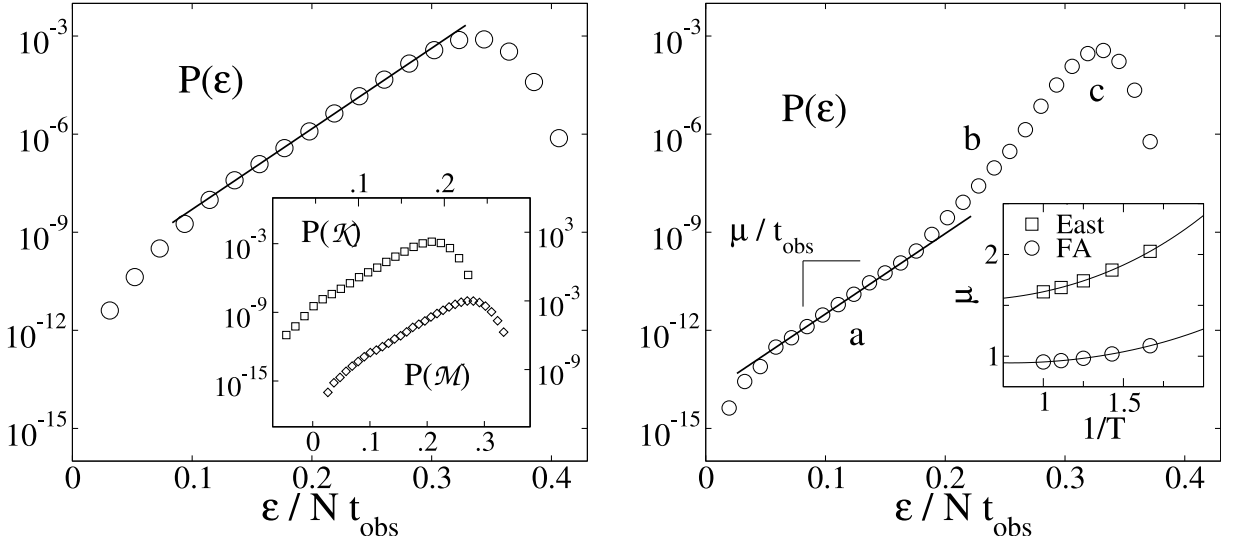 10⁻³
10⁻⁶
10⁻⁹
10⁻¹²
10⁻¹⁵
P(ε)
.1 .2
P(𝒦)
10⁻³
10⁻⁹
10⁻¹⁵
10³
10⁻³
10⁻⁹
P(ℳ)
0 .1 .2 .3
0 0.1 0.2 0.3 0.4
ε / N t_obs
10⁻³
10⁻⁶
10⁻⁹
10⁻¹²
10⁻¹⁵
P(ε)
c
b
μ / t_obs
a
East
FA
2
μ
1
1 1.5
1/T
0 0.1 0.2 0.3 0.4
ε / N t_obs